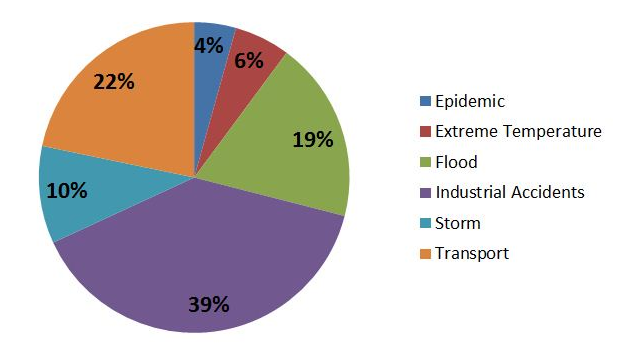 4%
6%
19%
39%
10%
22%
Epidemic
Extreme Temperature
Flood
Industrial Accidents
Storm
Transport